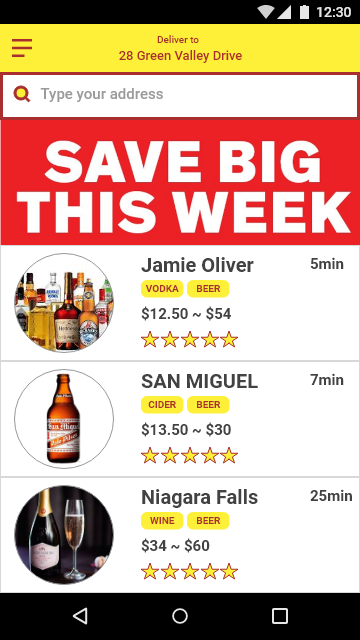 12:30
Deliver to
28 Green Valley Drive
Type your address
SAVE BIG
THIS WEEK
Jamie Oliver 5min
VODKA BEER
$12.50 ~ $54
SAN MIGUEL 7min
CIDER BEER
$13.50 ~ $30
Niagara Falls 25min
WINE BEER
$34 ~ $60